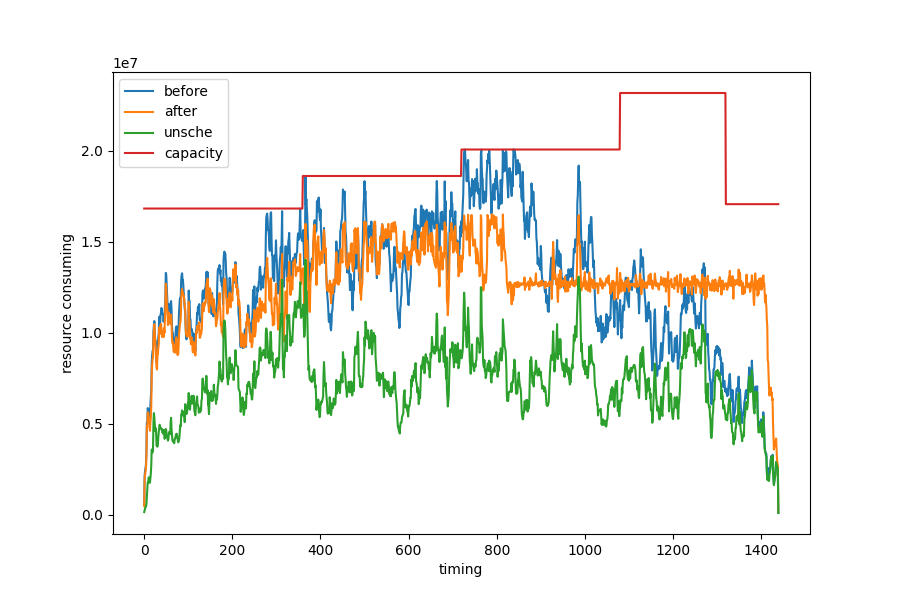 1e7
before
after
unsche
capacity
2.0
1.5
1.0
0.5
0.0
resource consuming
0 200 400 600 800 1000 1200 1400
timing